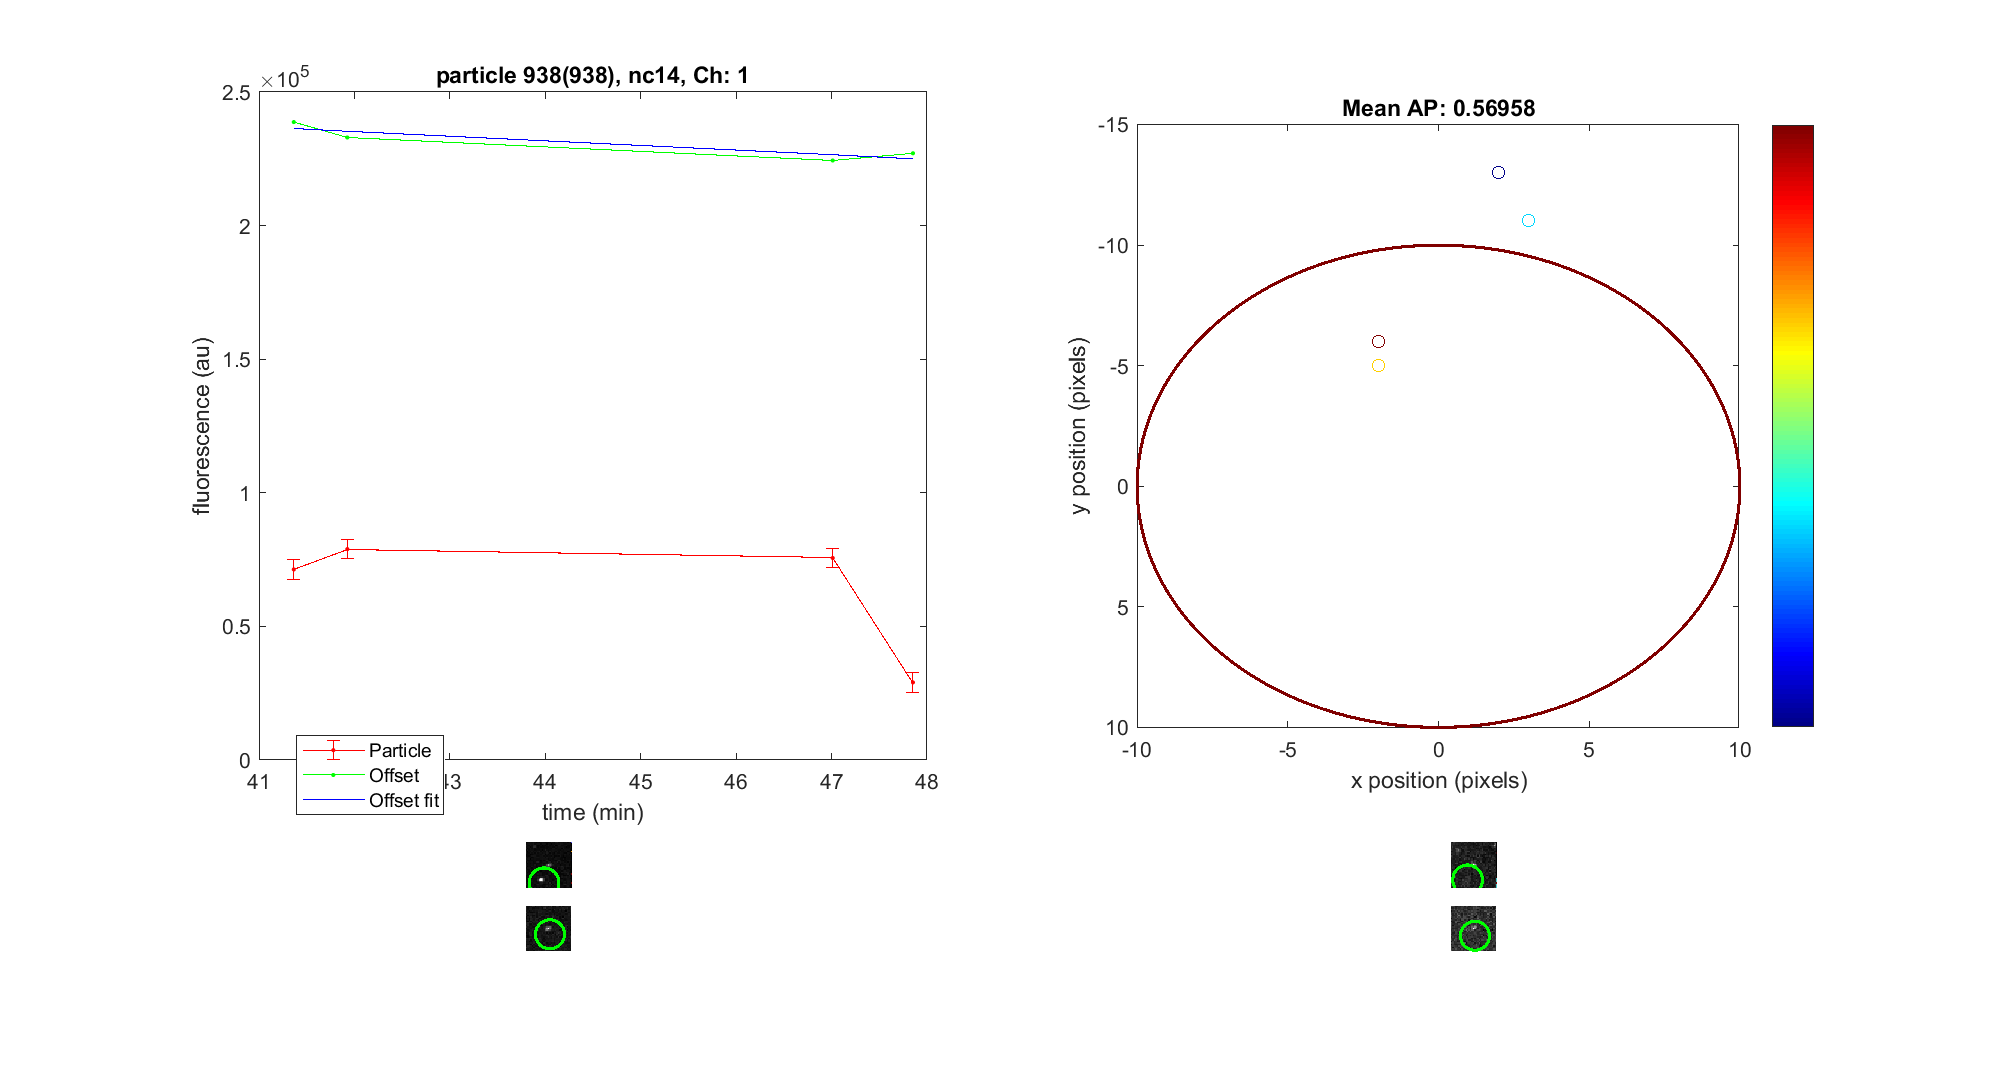 particle 938(938), nc14, Ch: 1
×10^5
2.5
2
1.5
1
0.5
0
fluorescence (au)
41
43
44
45
46
47
48
time (min)
Particle
Offset
Offset fit
Mean AP: 0.56958
-15
-10
-5
0
5
10
y position (pixels)
-10
-5
0
5
10
x position (pixels)